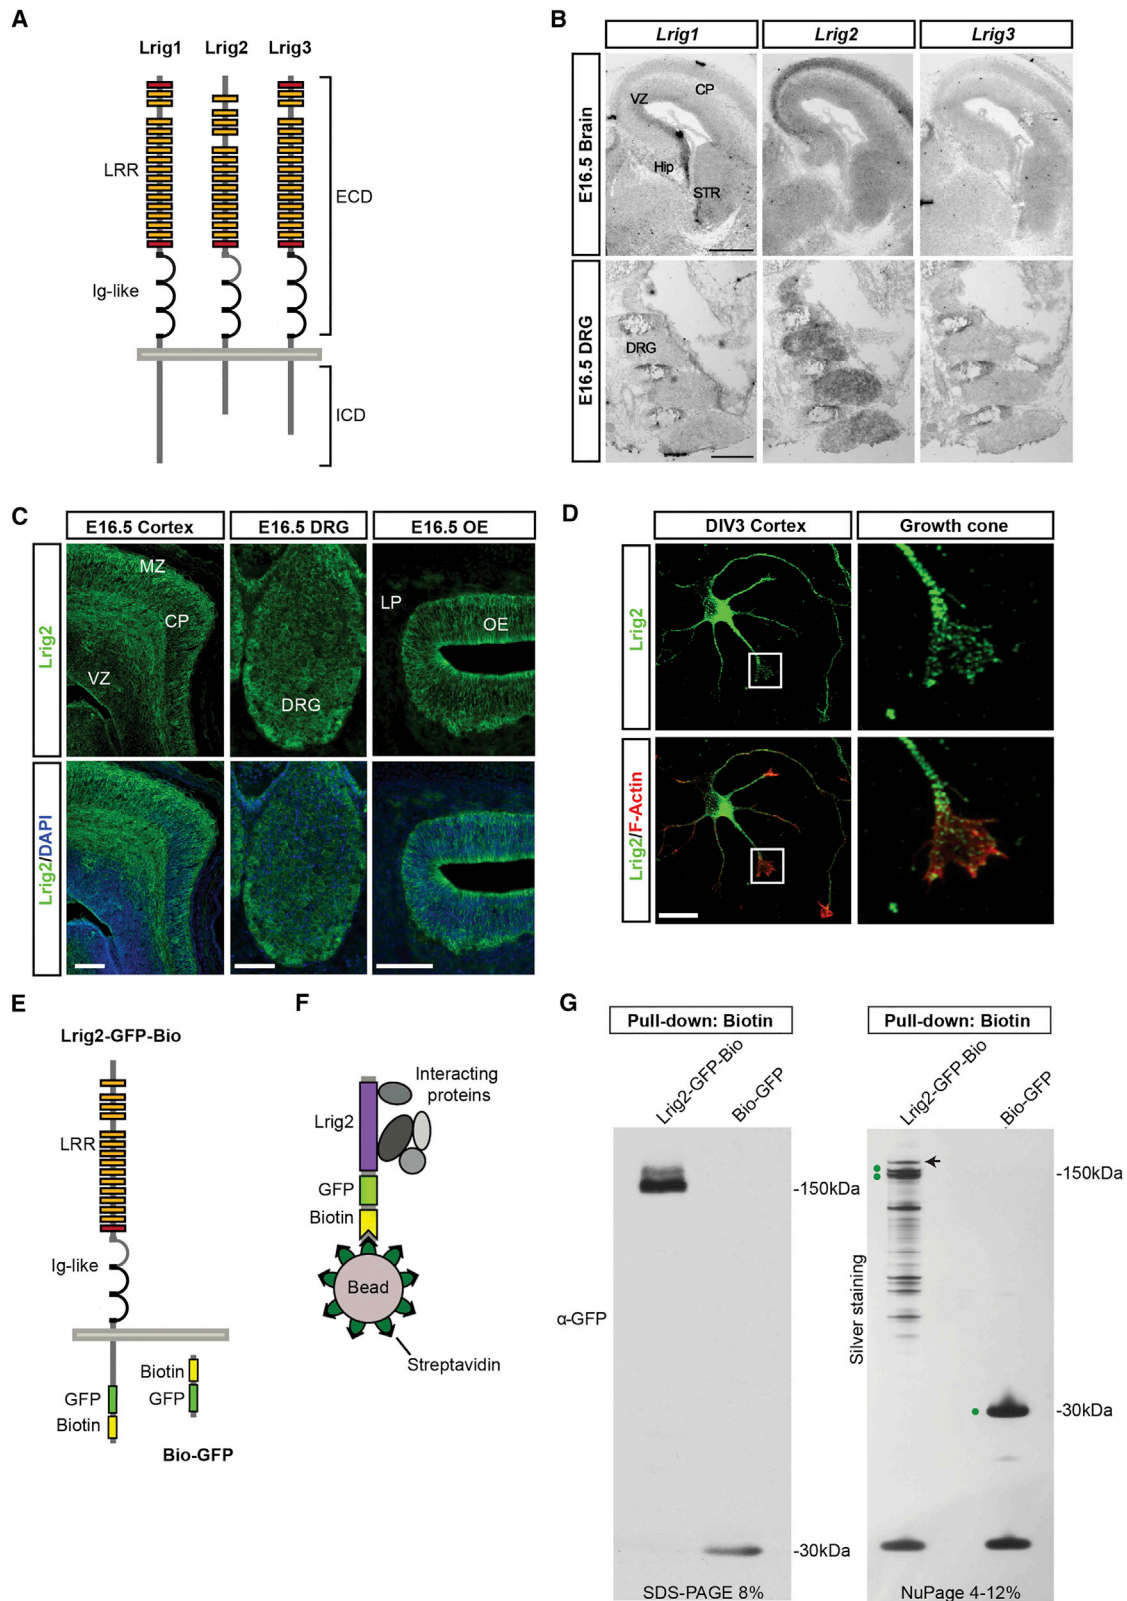 A
Lrig1
Lrig2
Lrig3
LRR
ECD
Ig-like
ICD
B
Lrig1
Lrig2
Lrig3
E16.5 Brain
VZ
CP
Hip
STR
E16.5 DRG
DRG
C
E16.5 Cortex
E16.5 DRG
E16.5 OE
Lrig2
MZ
CP
VZ
DRG
LP
OE
Lrig2/DAPI
D
DIV3 Cortex
Growth cone
Lrig2
Lrig2/F-Actin
E
Lrig2-GFP-Bio
LRR
Ig-like
GFP
Biotin
Biotin
GFP
Bio-GFP
F
Interacting
proteins
Lrig2
GFP
Biotin
Bead
Streptavidin
G
Pull-down: Biotin
Lrig2-GFP-Bio
Bio-GFP
-150kDa
α-GFP
-30kDa
SDS-PAGE 8%
Pull-down: Biotin
Lrig2-GFP-Bio
Bio-GFP
-150kDa
Silver staining
-30kDa
NuPage 4-12%